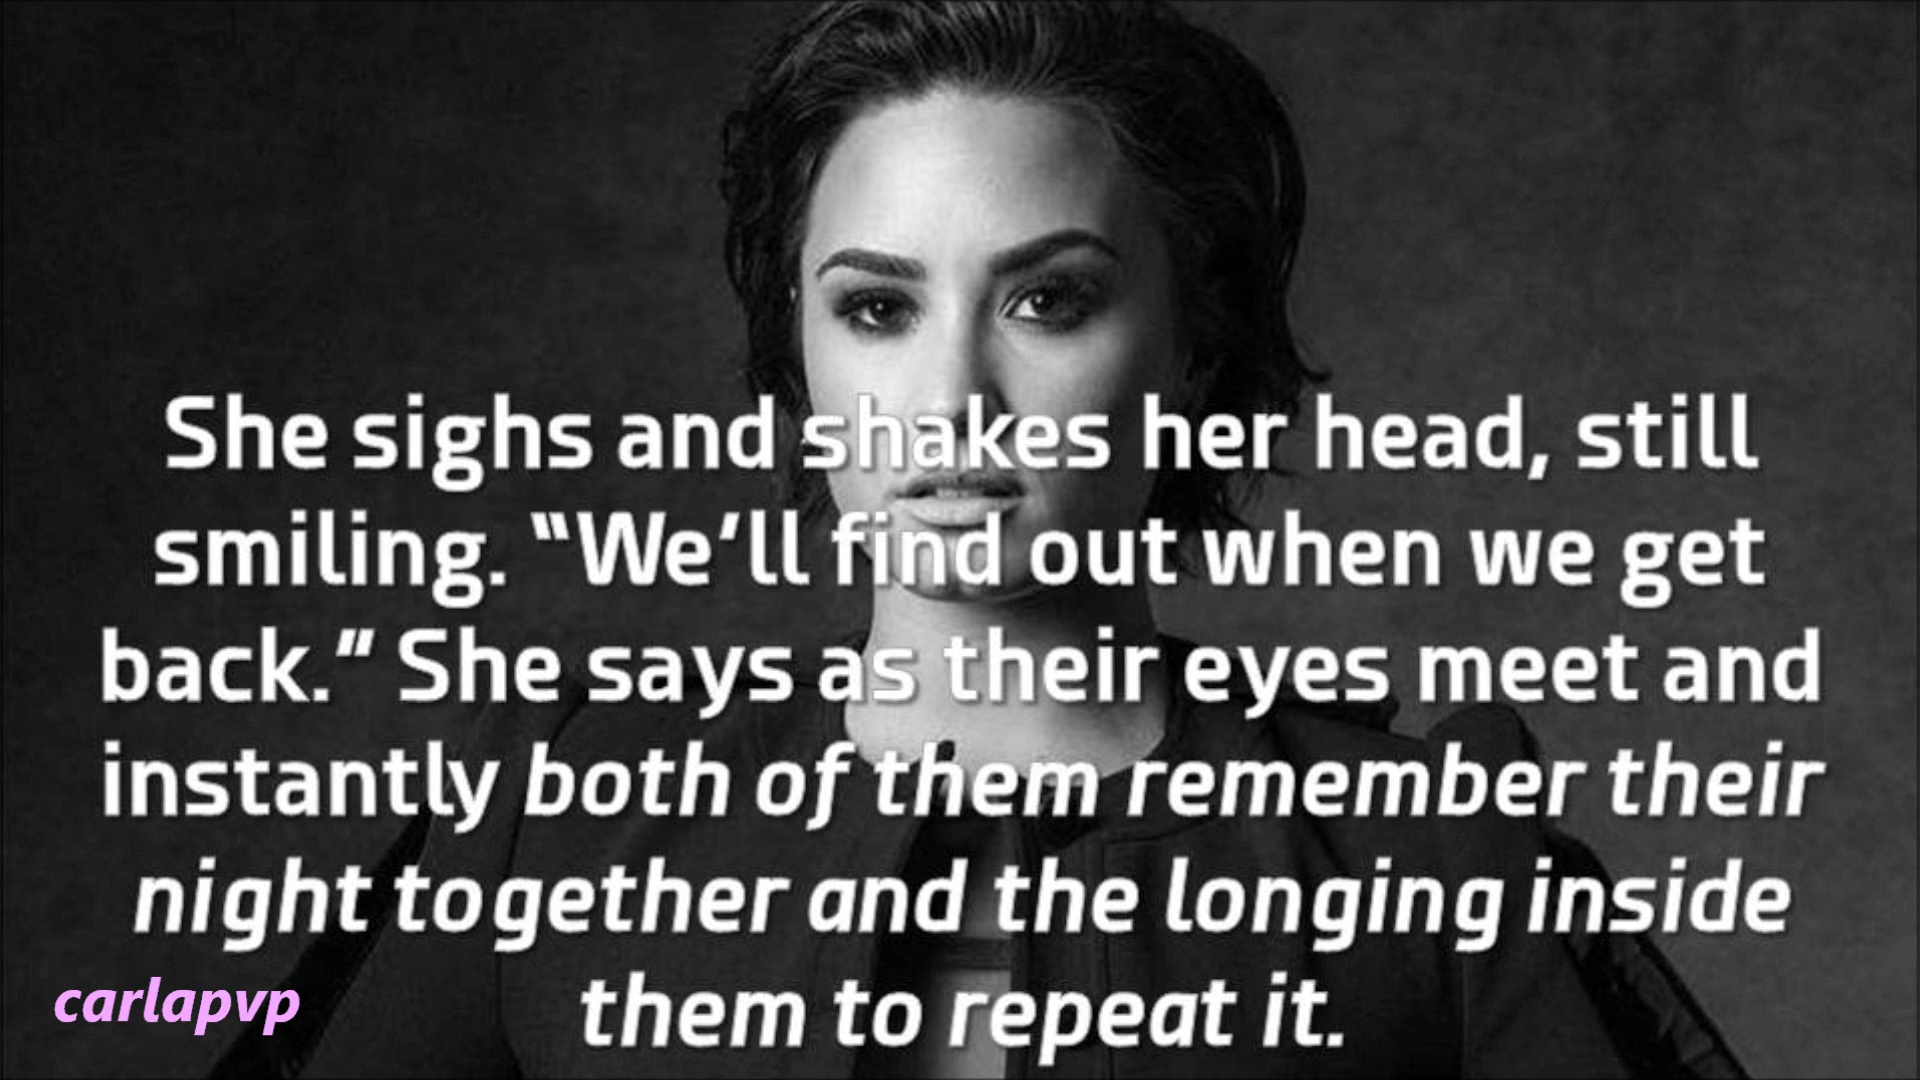 She sighs and shakes her head, still
smiling. "We'll find out when we get
back." She says as their eyes meet and
instantly both of them remember their
night together and the longing inside
them to repeat it.
carlapvp